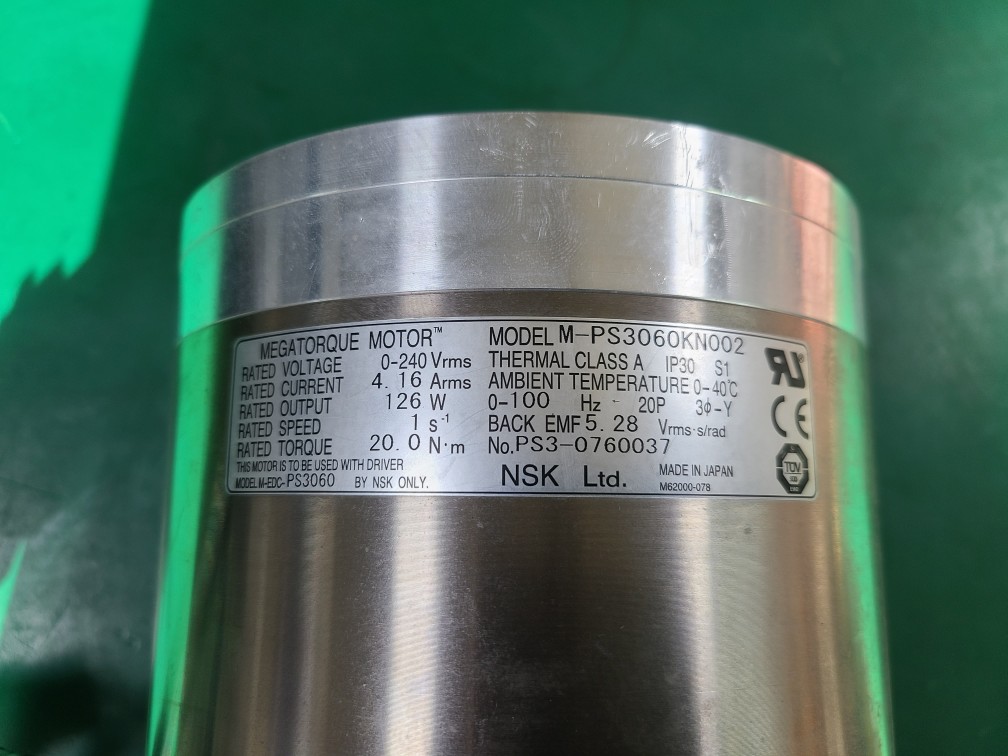 MEGATORQUE MOTOR™
RATED VOLTAGE 0-240 Vrms
RATED CURRENT 4.16 Arms
RATED OUTPUT 126 W
RATED SPEED 1 s⁻¹
RATED TORQUE 20.0 N·m
THIS MOTOR IS TO BE USED WITH DRIVER
MODEL M-EDC-PS3060 BY NSK ONLY.
MODEL M-PS3060KN002
THERMAL CLASS A IP30 S1
AMBIENT TEMPERATURE 0-40℃
0-100 Hz 20P 3ϕ-Y
BACK EMF 5.28 Vrms·s/rad
No. PS3-0760037
NSK Ltd.
MADE IN JAPAN
M62000-078
CE
TÜV